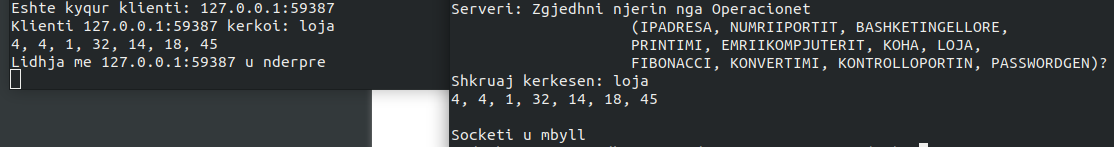 Eshte kyqur klienti: 127.0.0.1:59387
Klienti 127.0.0.1:59387 kerkoi: loja
4, 4, 1, 32, 14, 18, 45
Lidhja me 127.0.0.1:59387 u nderpre
Serveri: Zgjedhni njerin nga Operacionet
(IPADRESA, NUMRIIPORTIT, BASHKETINGELLORE,
PRINTIMI, EMRIIKOMPJUTERIT, KOHA, LOJA,
FIBONACCI, KONVERTIMI, KONTROLLOPORTIN, PASSWORDGEN)?
Shkruaj kerkesen: loja
4, 4, 1, 32, 14, 18, 45
Socketi u mbyll